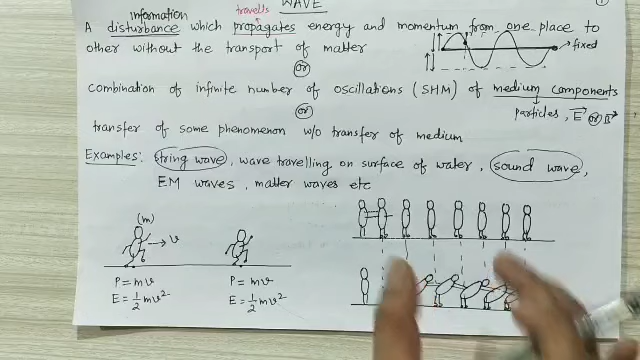 WAVE
information
travells
A disturbance which propagates energy and momentum from one place to
other without the transport of matter
fixed
or
combination of infinite number of oscillations (SHM) of medium components
or
particles, E or B
transfer of some phenomenon w/o transfer of medium
Examples: string wave, wave travelling on surface of water, sound wave,
EM waves, matter waves etc
(m)
v
P = mv
P = mv
E = 1/2 mv²
E = 1/2 mv²